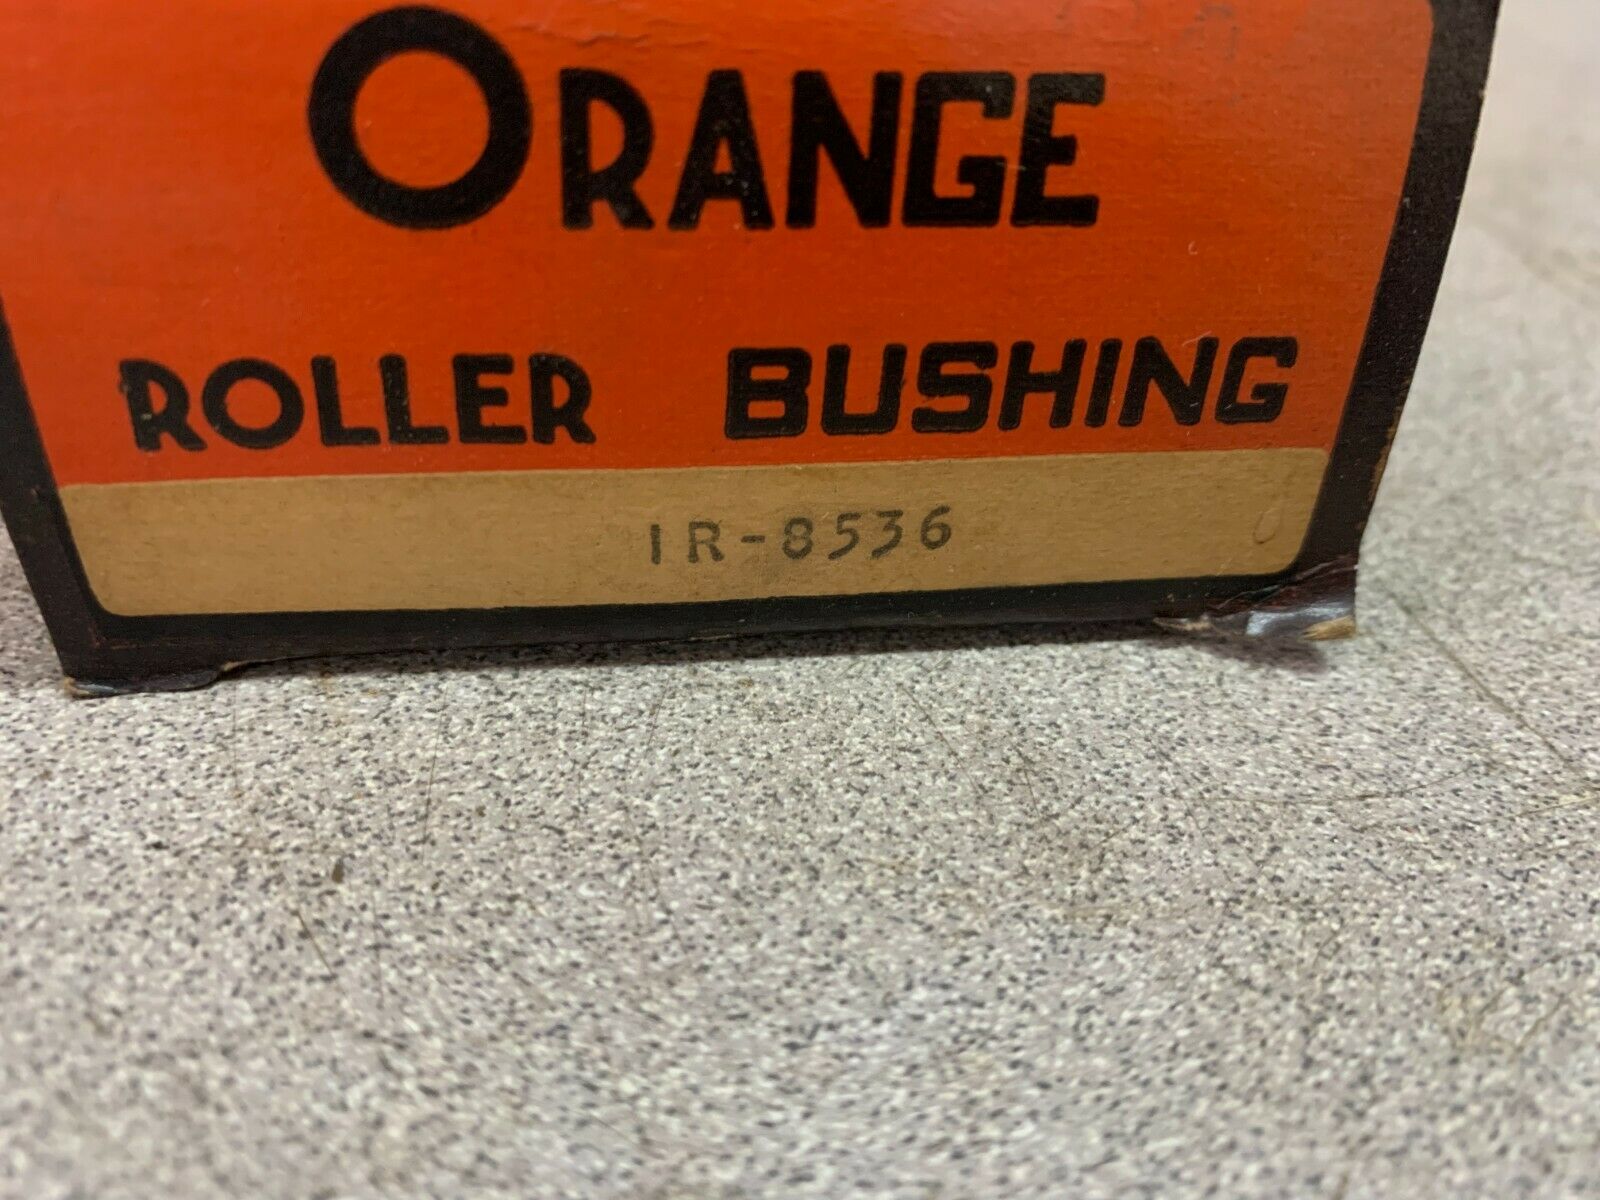 ORANGE
ROLLER BUSHING
IR-8536